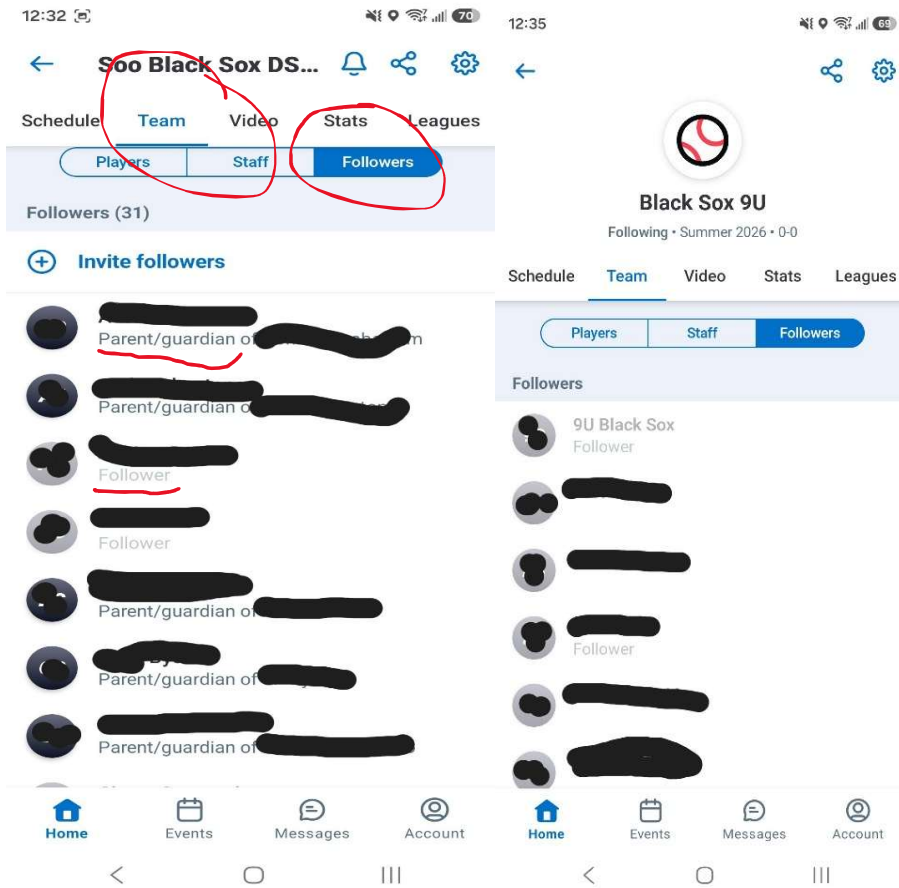 12:32
70
Soo Black Sox DS...
Schedule Team Video Stats Leagues
Players Staff Followers
Followers (31)
Invite followers
Parent/guardian of
Parent/guardian o
Follower
Follower
Parent/guardian of
Parent/guardian of
Parent/guardian of
Home Events Messages Account
12:35
69
Black Sox 9U
Following • Summer 2026 • 0-0
Schedule Team Video Stats Leagues
Players Staff Followers
Followers
9U Black Sox
Follower
Follower
Home Events Messages Account